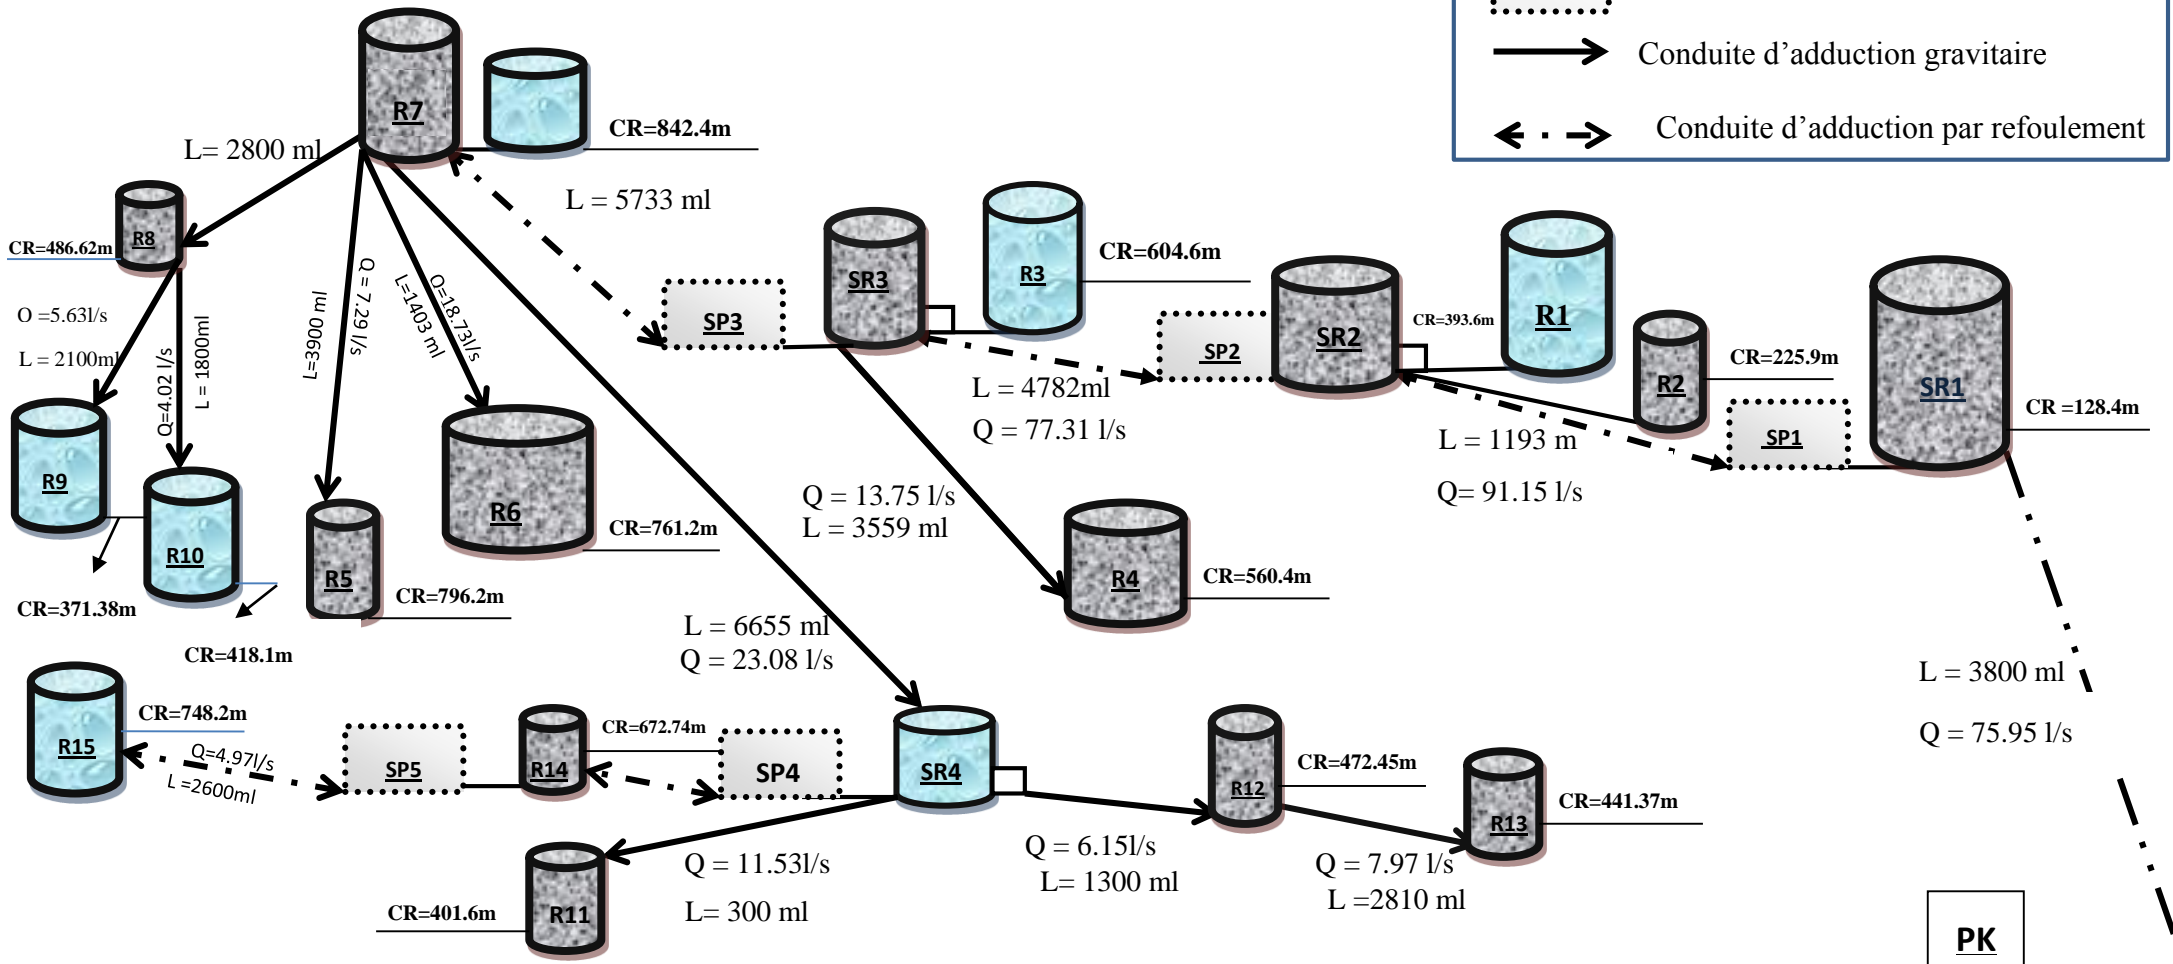 Conduite d’adduction gravitaire
Conduite d’adduction par refoulement
R7
CR=842.4m
L= 2800 ml
L = 5733 ml
R8
CR=486.62m
O =5.63l/s
L = 2100ml
Q=4.02 l/s
L = 1800ml
L=3900 ml
Q = 7.29 l/s
O=18.73l/s
L=1403 ml
SP3
SR3
R3
CR=604.6m
SP2
SR2
CR=393.6m
R1
R2
CR=225.9m
SP1
SR1
CR =128.4m
L = 4782ml
Q = 77.31 l/s
L = 1193 m
Q= 91.15 l/s
R9
R10
CR=371.38m
CR=418.1m
R5
CR=796.2m
R6
CR=761.2m
Q = 13.75 l/s
L = 3559 ml
R4
CR=560.4m
L = 6655 ml
Q = 23.08 l/s
L = 3800 ml
Q = 75.95 l/s
R15
CR=748.2m
Q=4.97l/s
L =2600ml
SP5
R14
CR=672.74m
SP4
SR4
R12
CR=472.45m
R13
CR=441.37m
Q = 11.53l/s
L= 300 ml
R11
CR=401.6m
Q = 6.15l/s
L= 1300 ml
Q = 7.97 l/s
L =2810 ml
PK